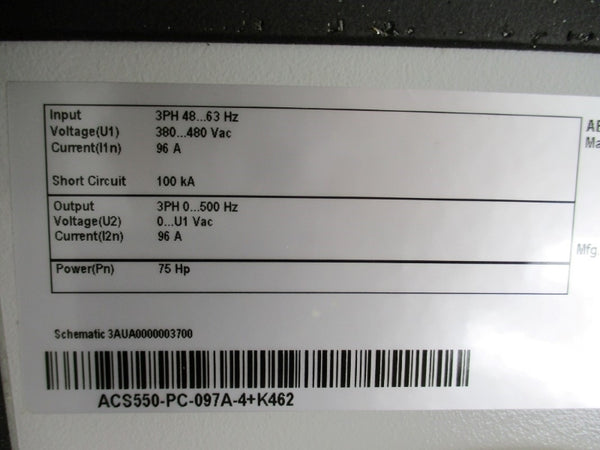 Input 3PH 48...63 Hz
Voltage(U1) 380...480 Vac
Current(I1n) 96 A
Short Circuit 100 kA
Output 3PH 0...500 Hz
Voltage(U2) 0...U1 Vac
Current(I2n) 96 A
Power(Pn) 75 Hp
Mfg.
Schematic 3AUA0000003700
ACS550-PC-097A-4+K462